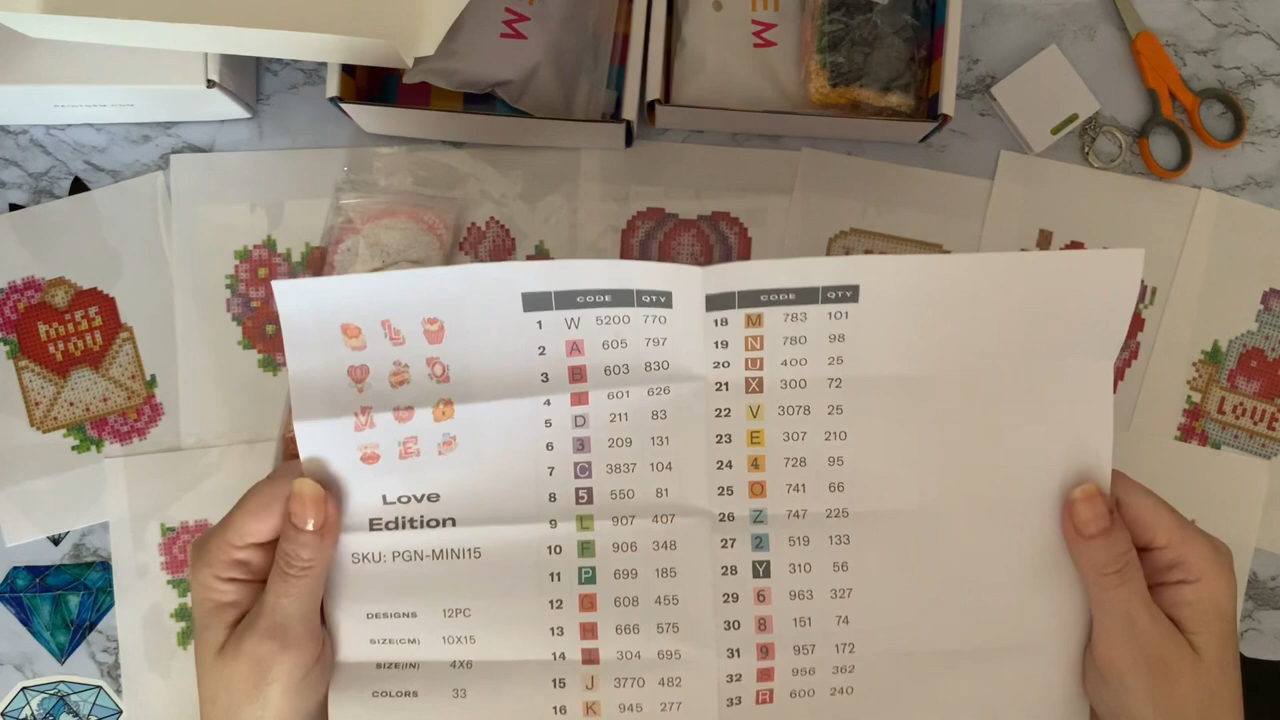 EM
EM
PAINTGEM.COM
MISS
YOU
LOVE
CODE QTY
1 W 5200 770
2 A 605 797
3 B 603 830
4 601 626
5 D 211 83
6 3 209 131
7 C 3837 104
8 5 550 81
9 L 907 407
10 F 906 348
11 P 699 185
12 G 608 455
13 H 666 575
14 304 695
15 J 3770 482
16 K 945 277
CODE QTY
18 M 783 101
19 N 780 98
20 U 400 25
21 X 300 72
22 V 3078 25
23 E 307 210
24 4 728 95
25 O 741 66
26 Z 747 225
27 2 519 133
28 Y 310 56
29 6 963 327
30 8 151 74
31 9 957 172
32 S 956 362
33 R 600 240
Love
Edition
SKU: PGN-MINI15
DESIGNS 12PC
SIZE(CM) 10X15
SIZE(IN) 4X6
COLORS 33